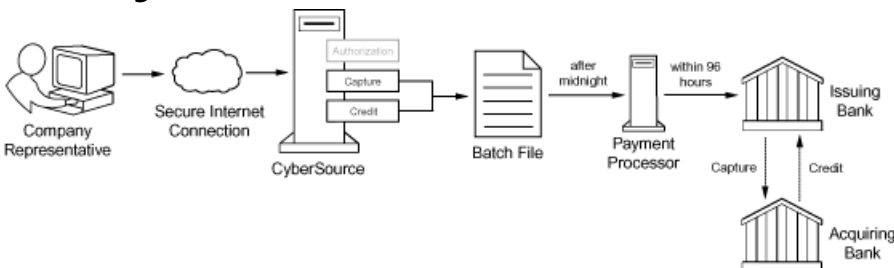 Authorization
Capture
Credit
after
midnight
within 96
hours
Company
Representative
Secure Internet
Connection
CyberSource
Batch File
Payment
Processor
Issuing
Bank
Capture
Credit
Acquiring
Bank